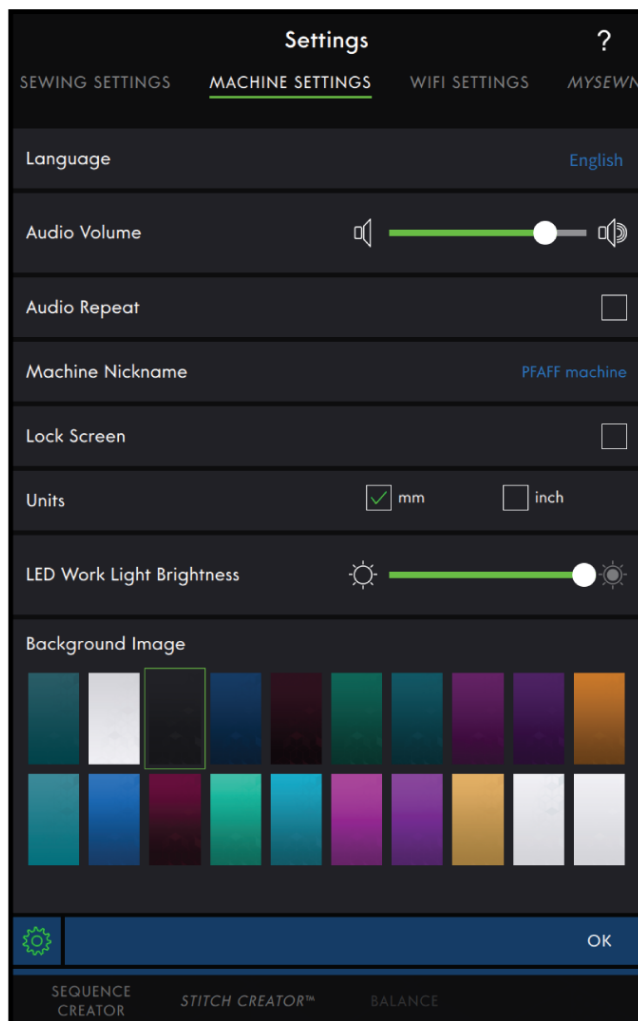 Settings ?
SEWING SETTINGS MACHINE SETTINGS WIFI SETTINGS MYSEWN
Language English
Audio Volume
Audio Repeat
Machine Nickname PFAFF machine
Lock Screen
Units mm inch
LED Work Light Brightness
Background Image
OK
SEQUENCE
CREATOR STITCH CREATOR™ BALANCE